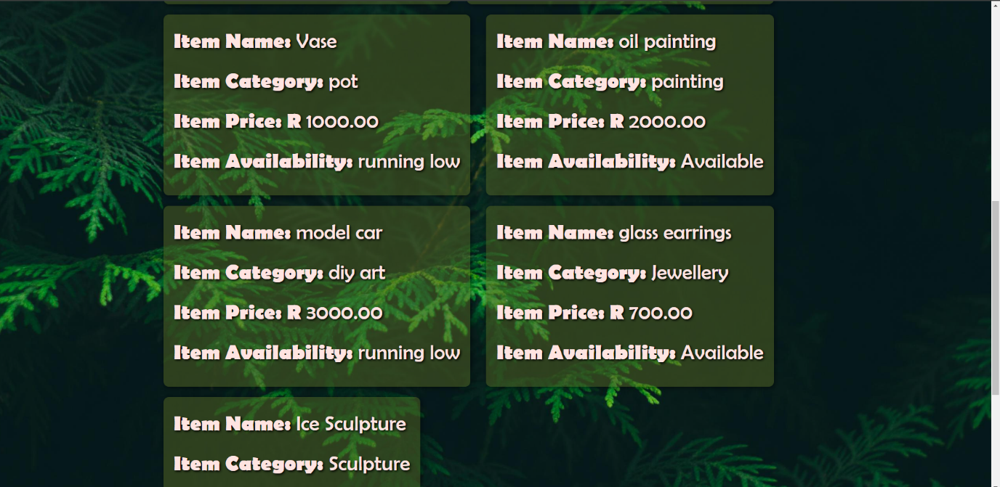 Item Name: Vase
Item Category: pot
Item Price: R 1000.00
Item Availability: running low
Item Name: oil painting
Item Category: painting
Item Price: R 2000.00
Item Availability: Available
Item Name: model car
Item Category: diy art
Item Price: R 3000.00
Item Availability: running low
Item Name: glass earrings
Item Category: Jewellery
Item Price: R 700.00
Item Availability: Available
Item Name: Ice Sculpture
Item Category: Sculpture